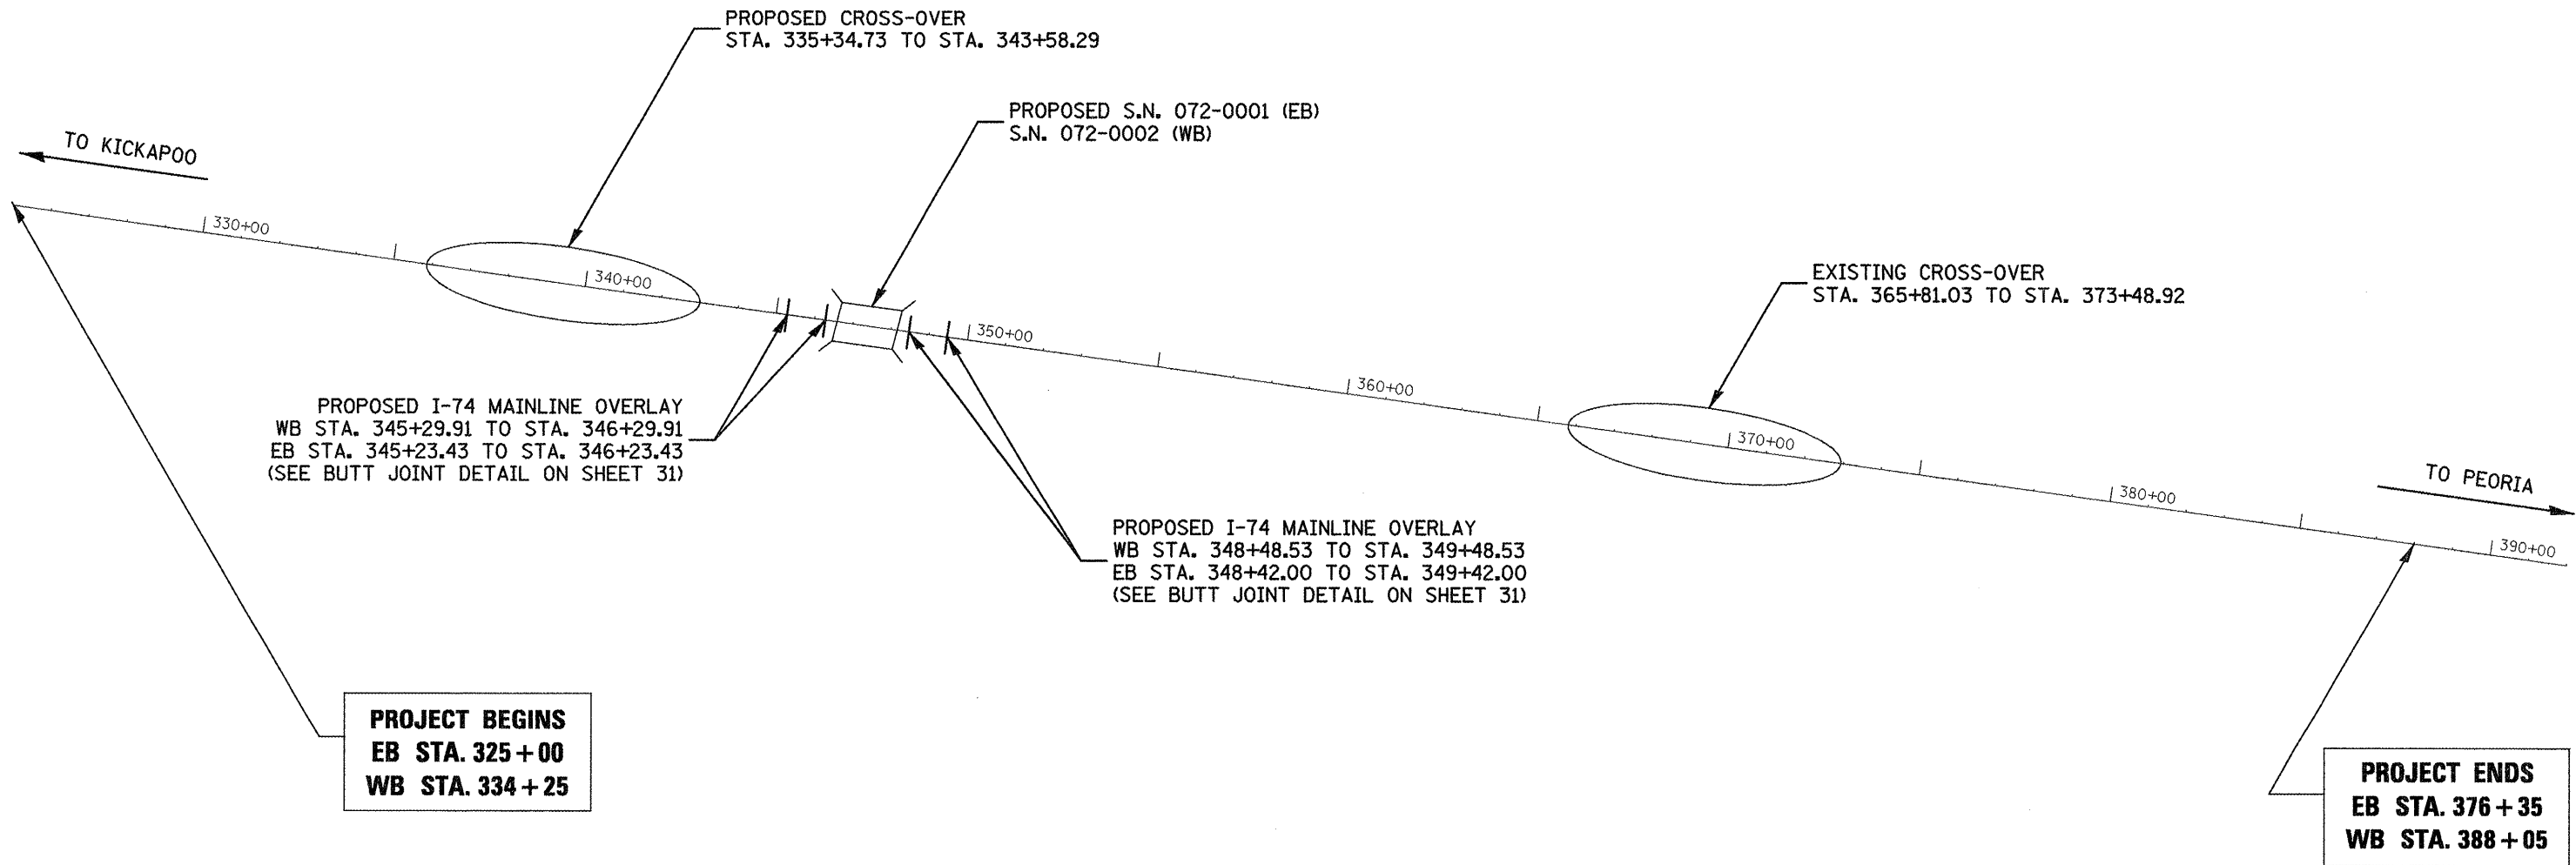 PROPOSED CROSS-OVER
STA. 335+34.73 TO STA. 343+58.29
PROPOSED S.N. 072-0001 (EB)
S.N. 072-0002 (WB)
TO KICKAPOO
330+00
340+00
350+00
360+00
370+00
380+00
390+00
EXISTING CROSS-OVER
STA. 365+81.03 TO STA. 373+48.92
PROPOSED I-74 MAINLINE OVERLAY
WB STA. 345+29.91 TO STA. 346+29.91
EB STA. 345+23.43 TO STA. 346+23.43
(SEE BUTT JOINT DETAIL ON SHEET 31)
TO PEORIA
PROPOSED I-74 MAINLINE OVERLAY
WB STA. 348+48.53 TO STA. 349+48.53
EB STA. 348+42.00 TO STA. 349+42.00
(SEE BUTT JOINT DETAIL ON SHEET 31)
PROJECT BEGINS
EB STA. 325+00
WB STA. 334+25
PROJECT ENDS
EB STA. 376+35
WB STA. 388+05